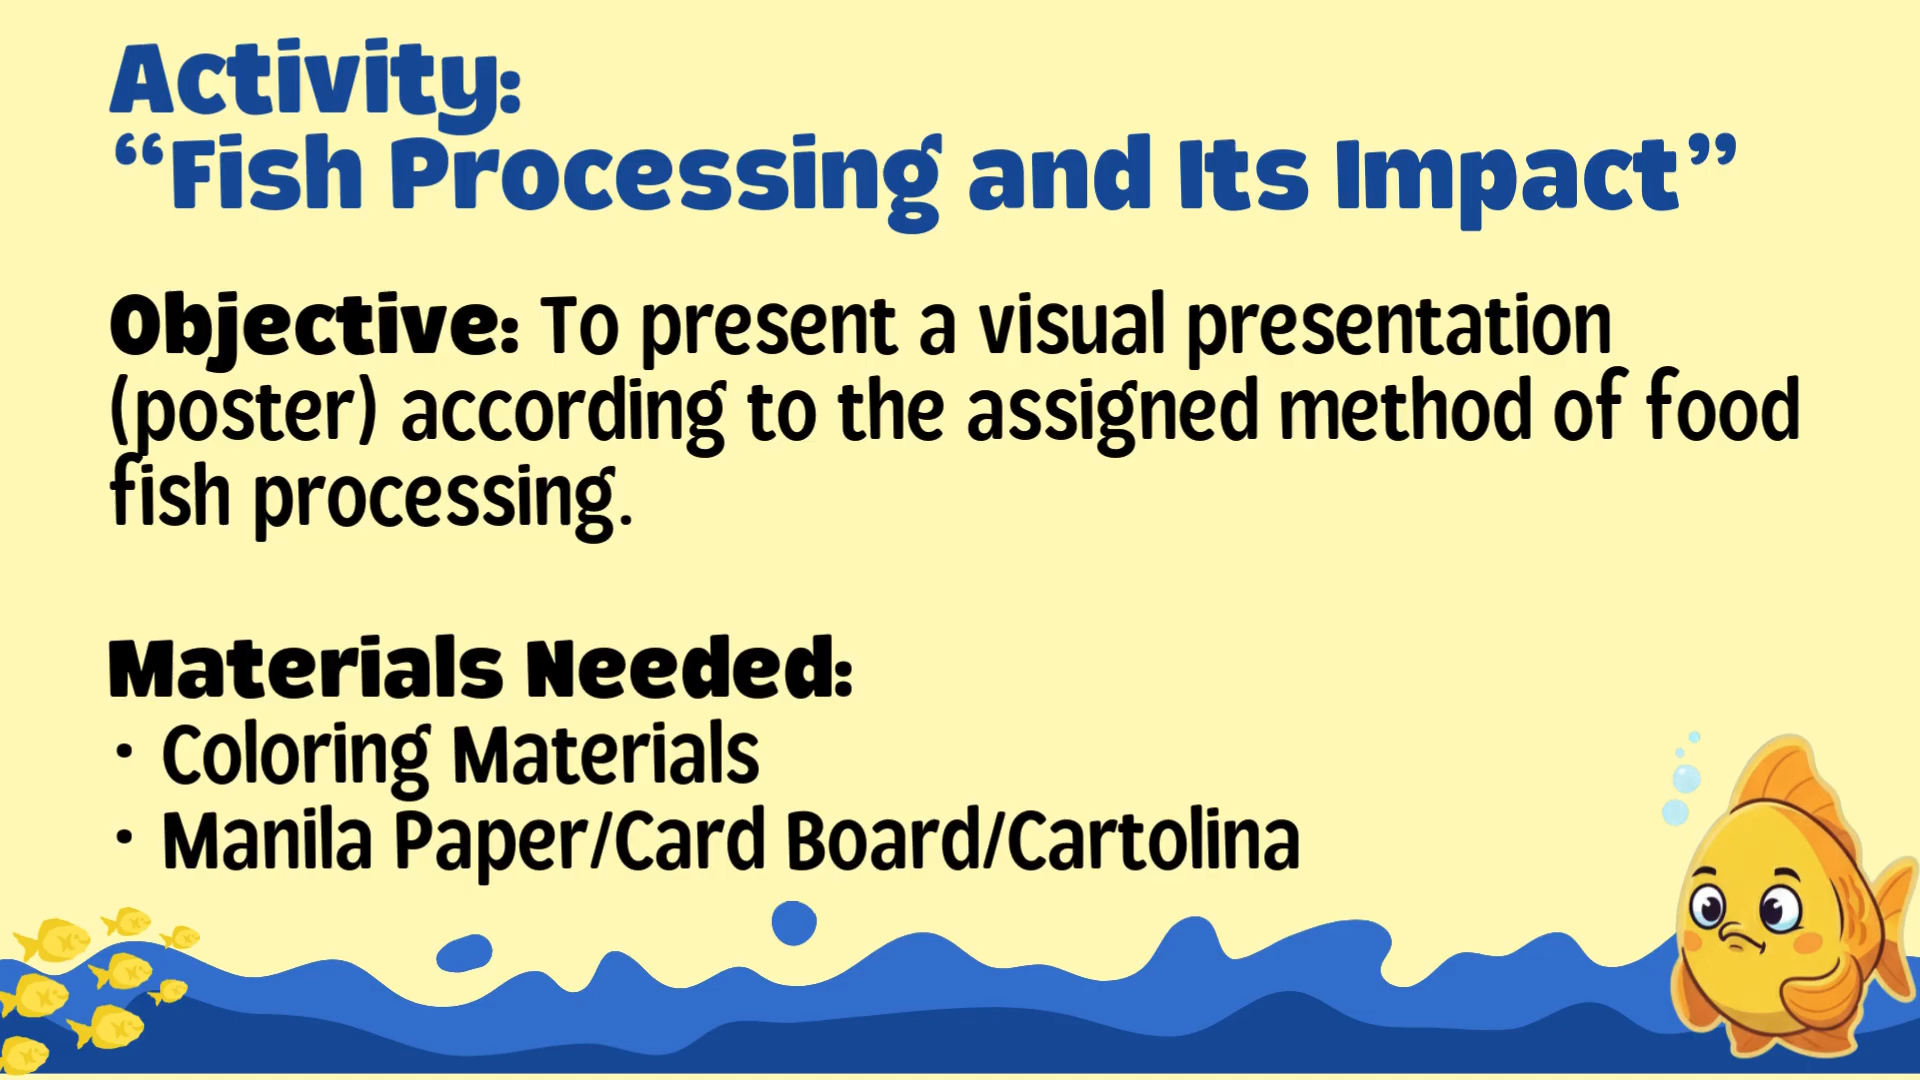 Activity:
“Fish Processing and Its Impact”
Objective: To present a visual presentation
(poster) according to the assigned method of food
fish processing.
Materials Needed:
• Coloring Materials
• Manila Paper/Card Board/Cartolina